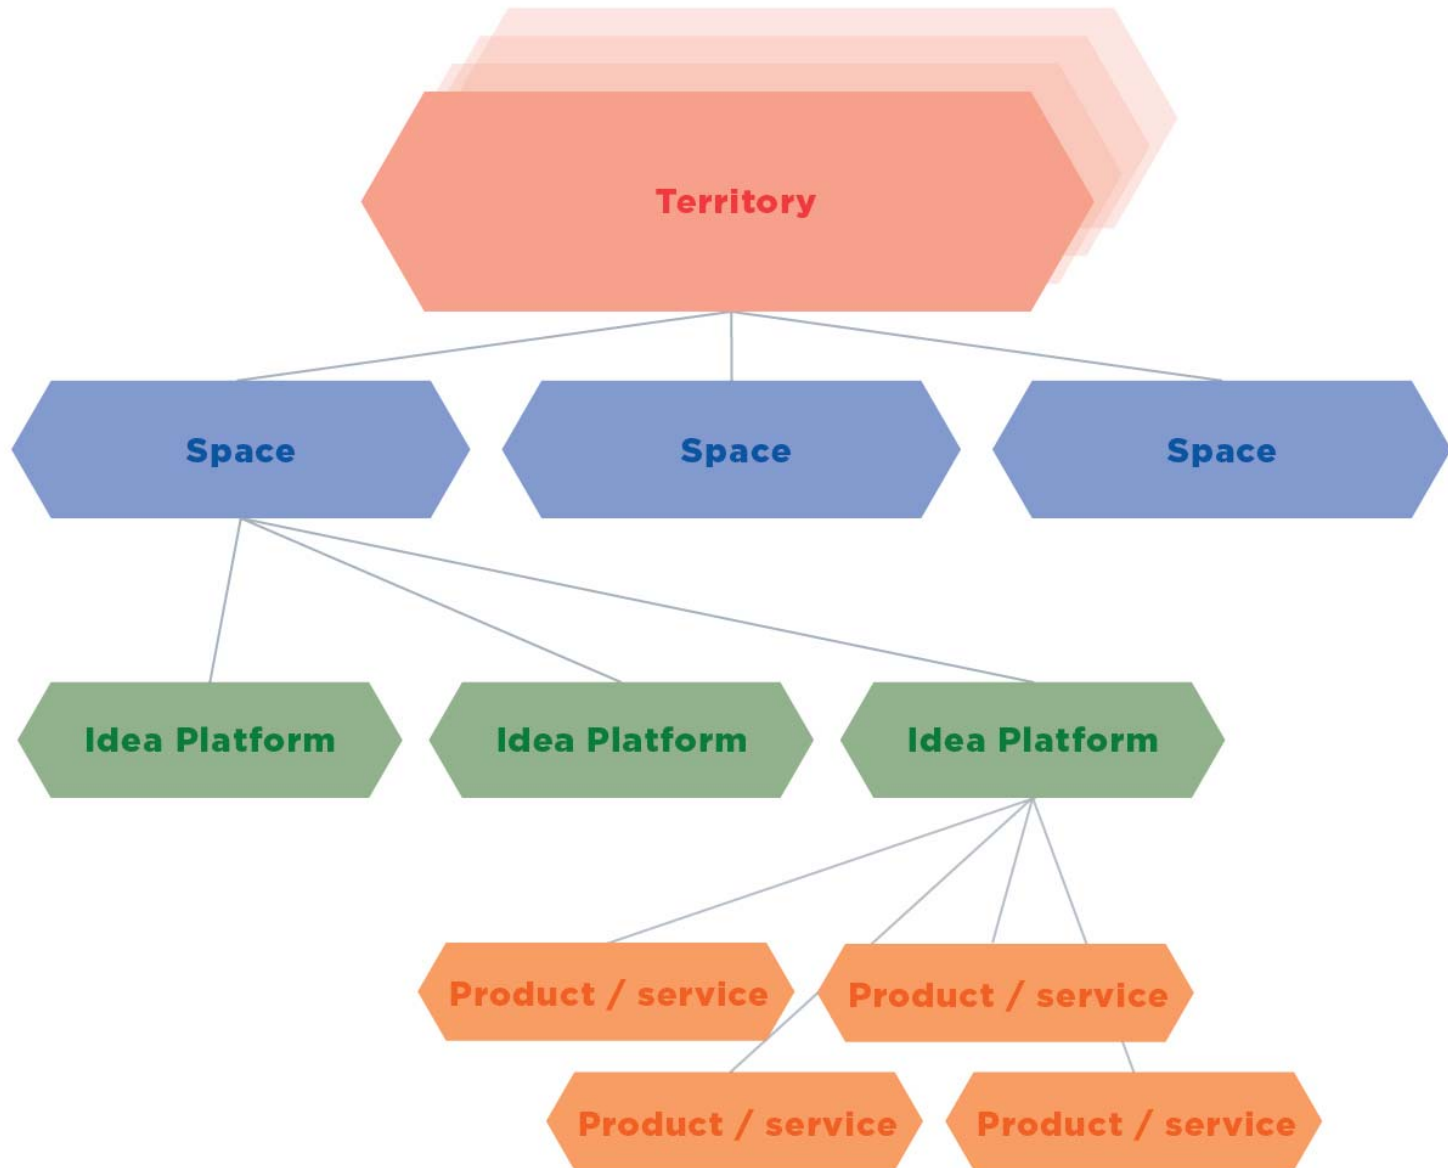 Territory
Space
Space
Space
Idea Platform
Idea Platform
Idea Platform
Product / service
Product / service
Product / service
Product / service